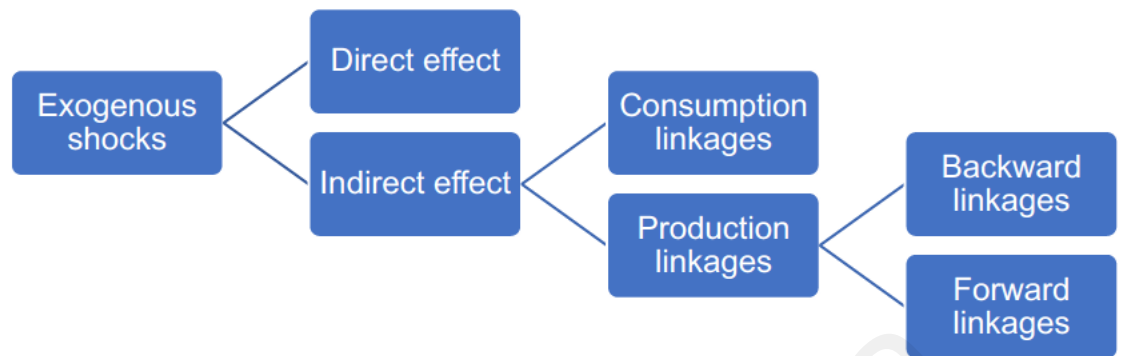 Exogenous
shocks
Direct effect
Indirect effect
Consumption
linkages
Production
linkages
Backward
linkages
Forward
linkages